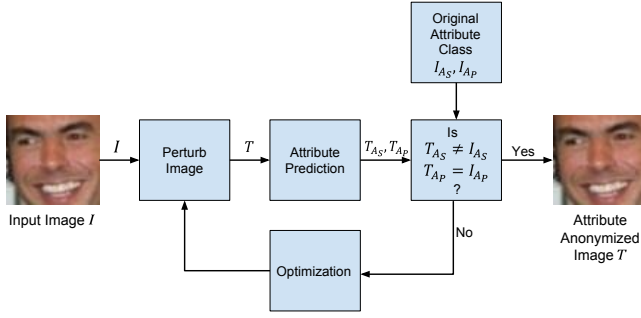 Original
Attribute
Class
I_{A_S}, I_{A_P}
I
Perturb
Image
T
Attribute
Prediction
T_{A_S}, T_{A_P}
Is
T_{A_S} ≠ I_{A_S}
T_{A_P} = I_{A_P}
?
Yes
Input Image I
No
Attribute
Anonymized
Image T
Optimization